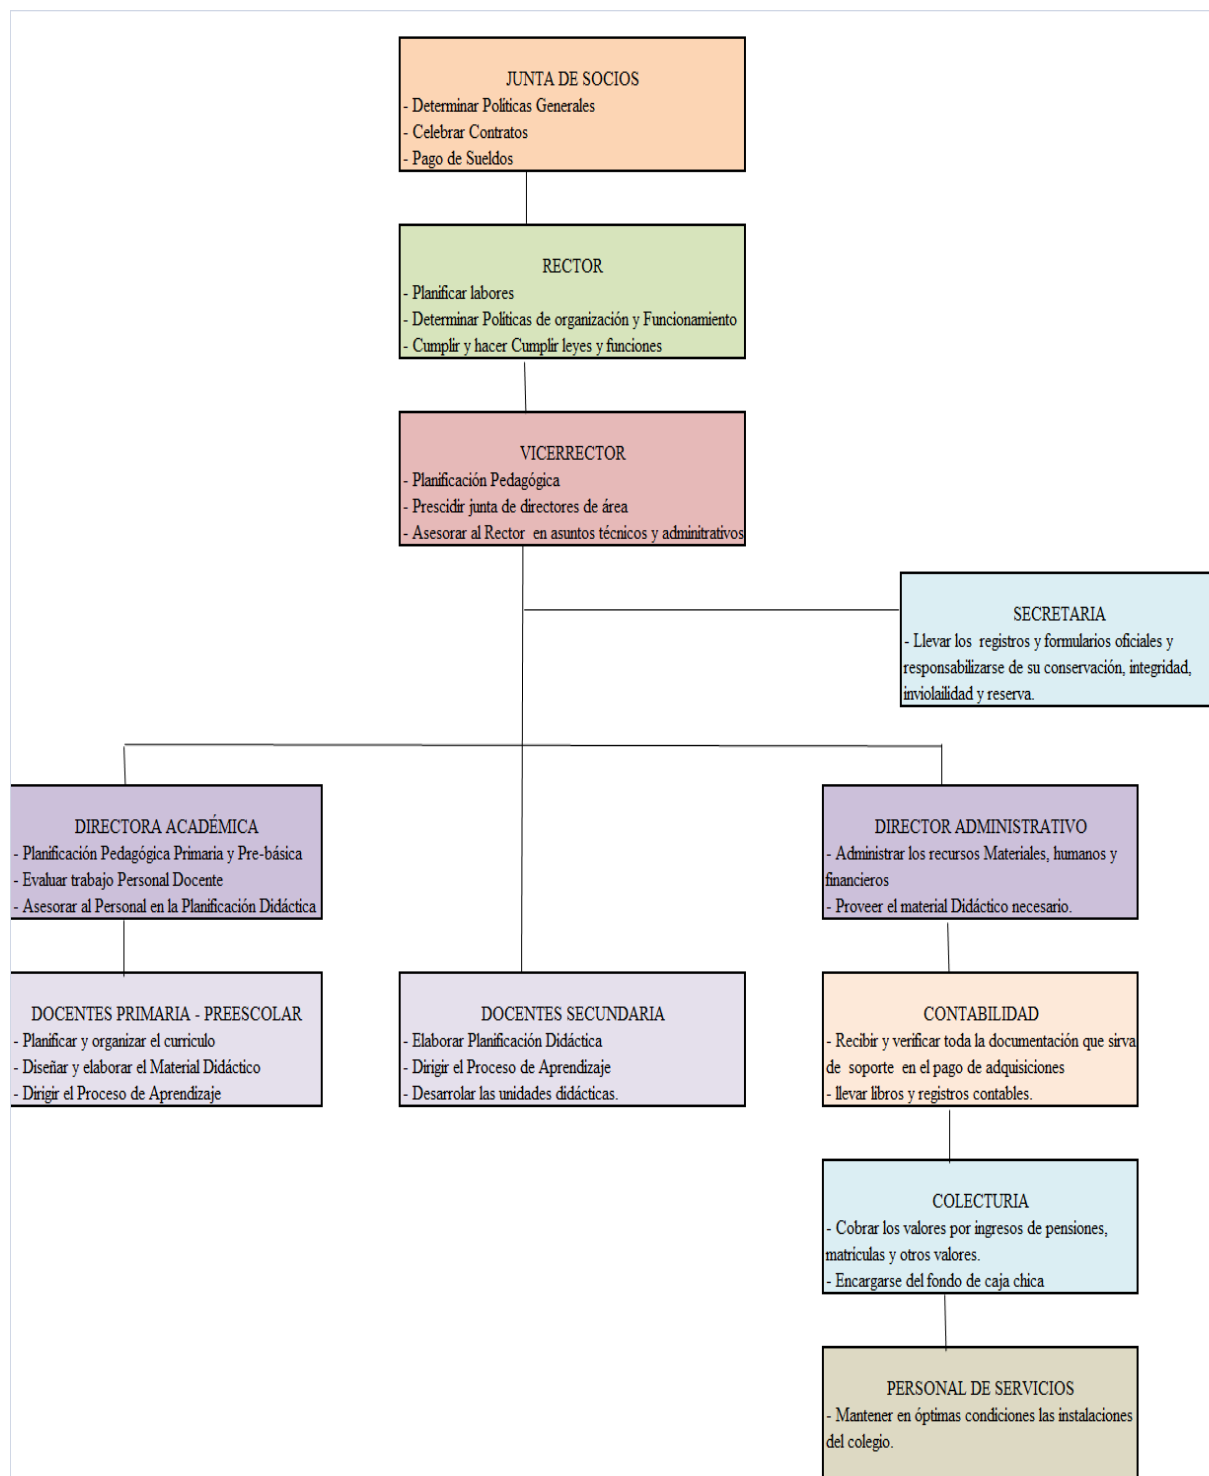 JUNTA DE SOCIOS
- Determinar Políticas Generales
- Celebrar Contratos
- Pago de Sueldos
RECTOR
- Planificar labores
- Determinar Políticas de organización y Funcionamiento
- Cumplir y hacer Cumplir leyes y funciones
VICERRECTOR
- Planificación Pedagógica
- Prescidir junta de directores de área
- Asesorar al Rector en asuntos técnicos y adminitrativos
SECRETARIA
- Llevar los registros y formularios oficiales y
responsabilizarse de su conservación, integridad,
inviolailidad y reserva.
DIRECTORA ACADÉMICA
- Planificación Pedagógica Primaria y Pre-básica
- Evaluar trabajo Personal Docente
- Asesorar al Personal en la Planificación Didáctica
DIRECTOR ADMINISTRATIVO
- Administrar los recursos Materiales, humanos y
financieros
- Proveer el material Didáctico necesario.
DOCENTES PRIMARIA - PREESCOLAR
- Planificar y organizar el curriculo
- Diseñar y elaborar el Material Didáctico
- Dirigir el Proceso de Aprendizaje
DOCENTES SECUNDARIA
- Elaborar Planificación Didáctica
- Dirigir el Proceso de Aprendizaje
- Desarrolar las unidades didácticas.
CONTABILIDAD
- Recibir y verificar toda la documentación que sirva
de soporte en el pago de adquisiciones
- llevar libros y registros contables.
COLECTURIA
- Cobrar los valores por ingresos de pensiones,
matriculas y otros valores.
- Encargarse del fondo de caja chica
PERSONAL DE SERVICIOS
- Mantener en óptimas condiciones las instalaciones
del colegio.